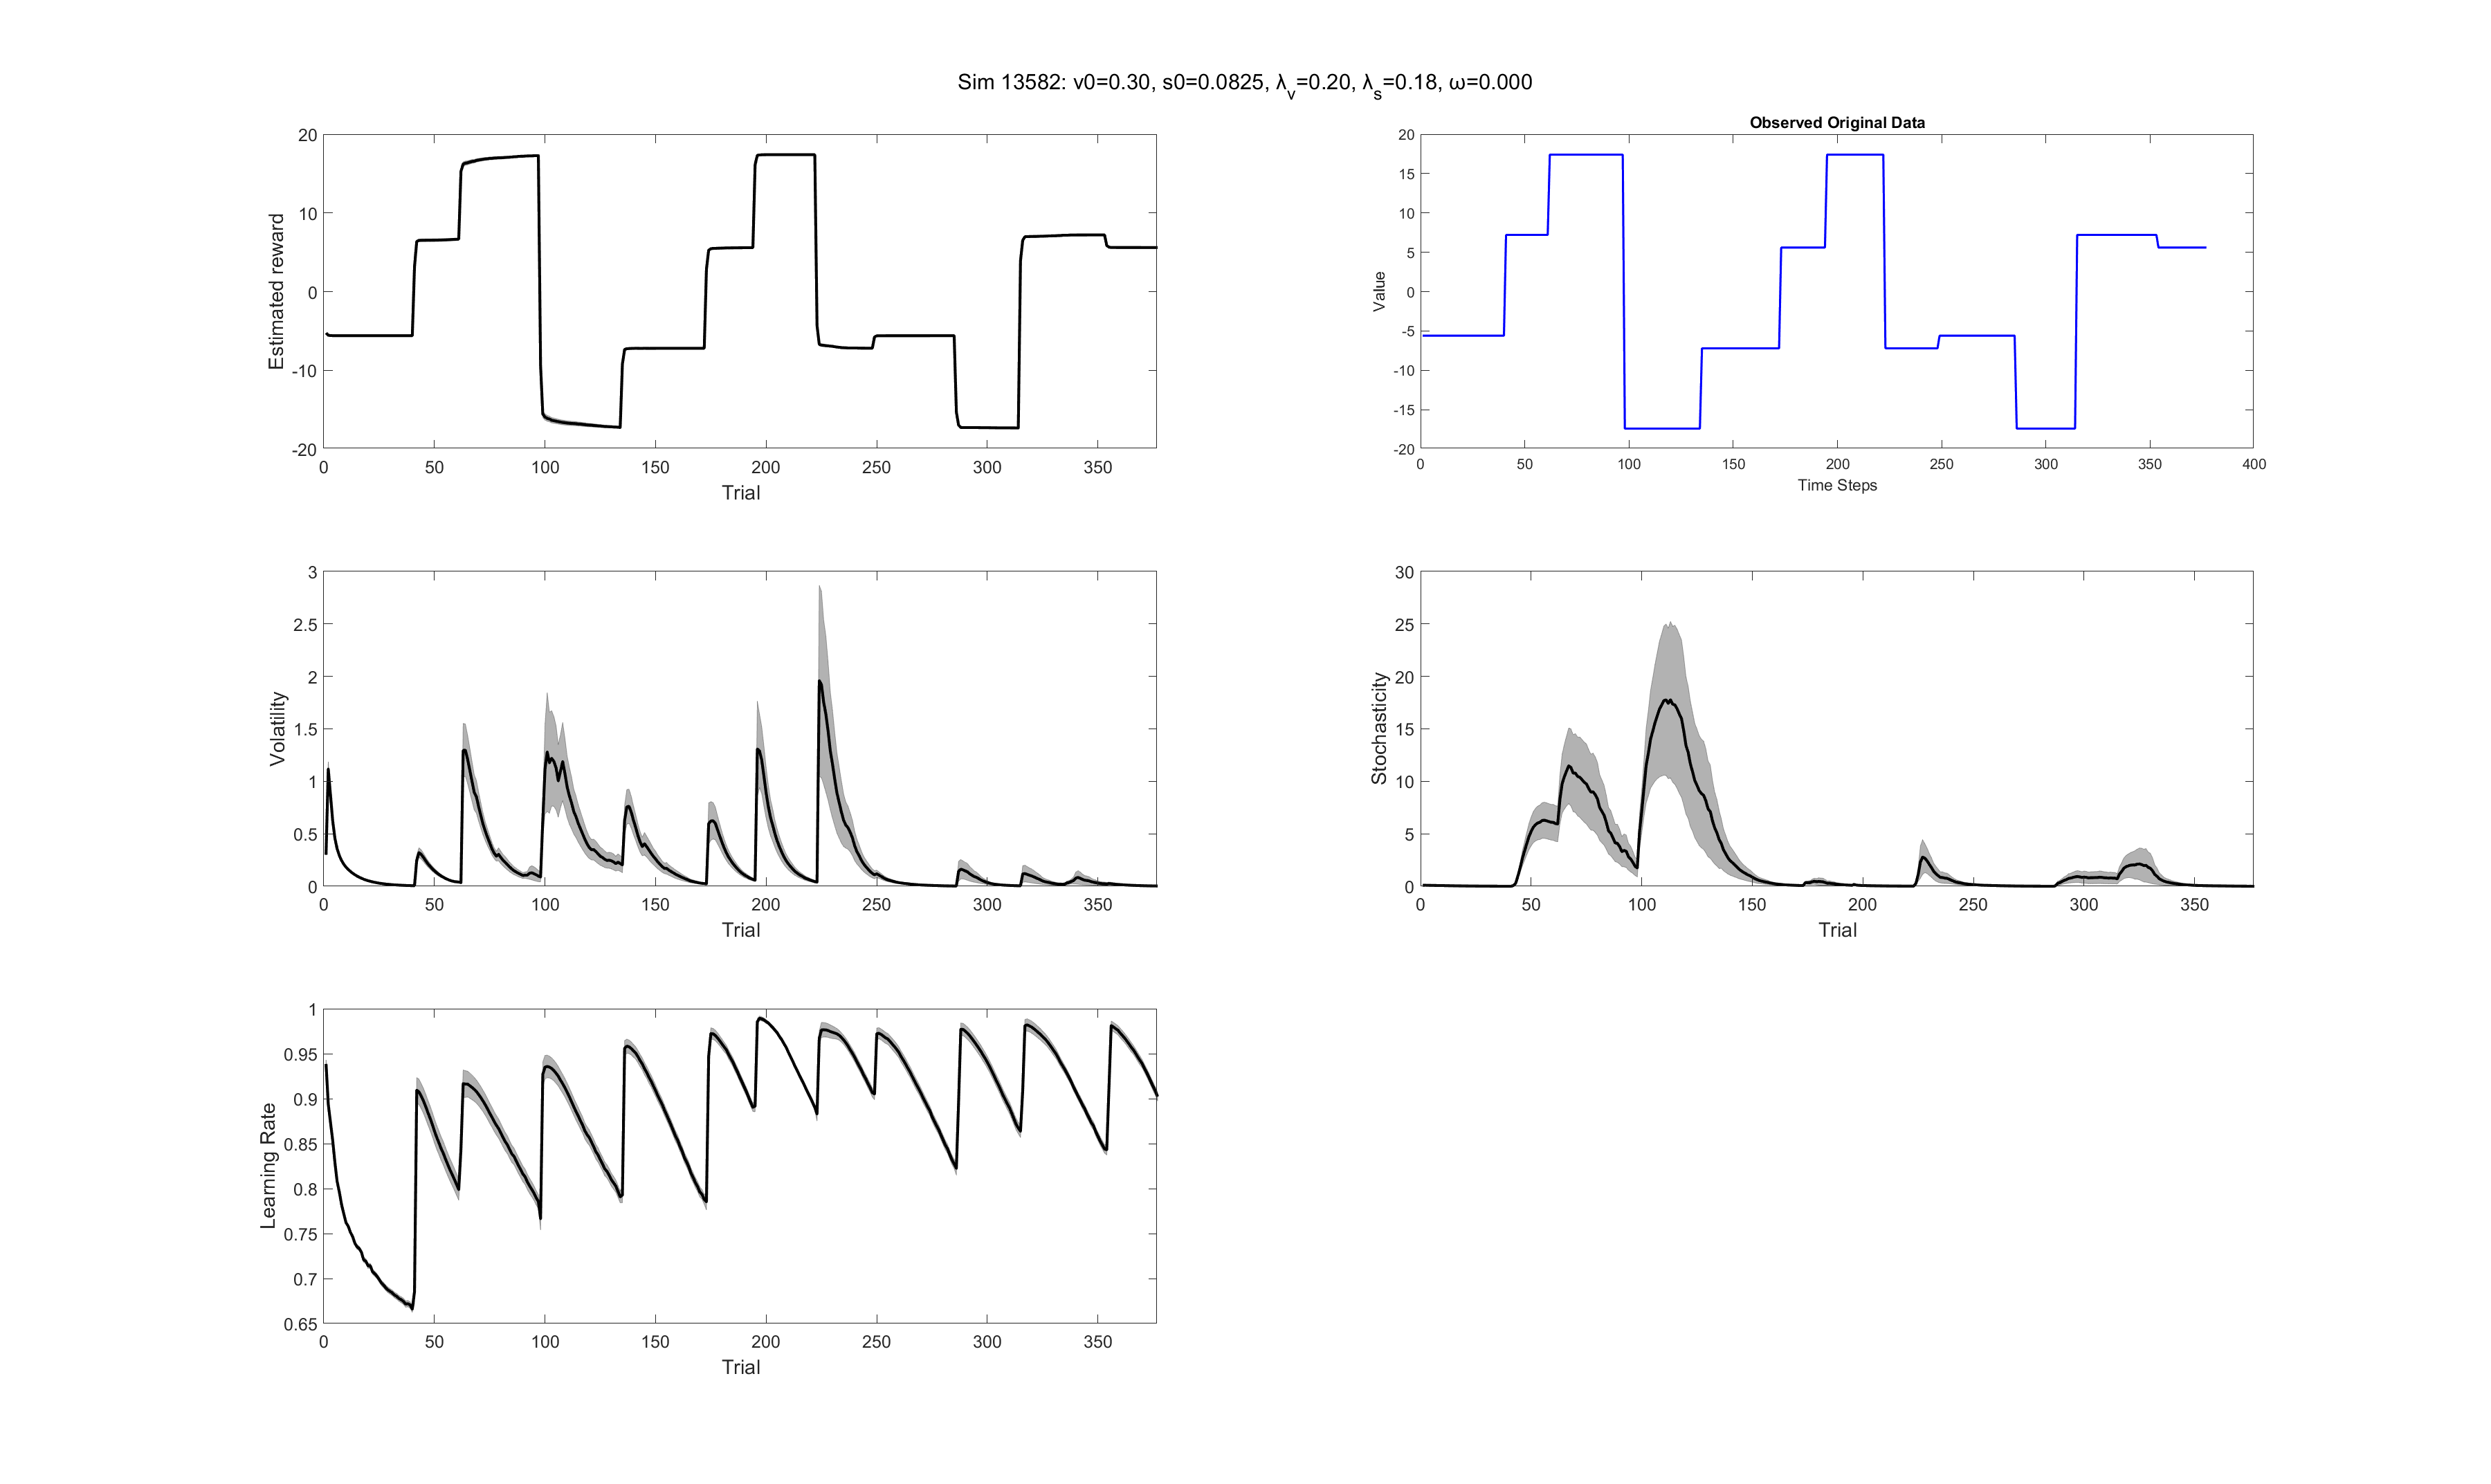 Sim 13582: v0=0.30, s0=0.0825, λv=0.20, λs=0.18, ω=0.000
20
10
0
-10
-20
Estimated reward
0 50 100 150 200 250 300 350
Trial
Observed Original Data
20
15
10
5
0
-5
-10
-15
-20
Value
0 50 100 150 200 250 300 350 400
Time Steps
3
2.5
2
1.5
1
0.5
0
Volatility
0 50 100 150 200 250 300 350
Trial
30
25
20
15
10
5
0
Stochasticity
0 50 100 150 200 250 300 350
Trial
1
0.95
0.9
0.85
0.8
0.75
0.7
0.65
Learning Rate
0 50 100 150 200 250 300 350
Trial